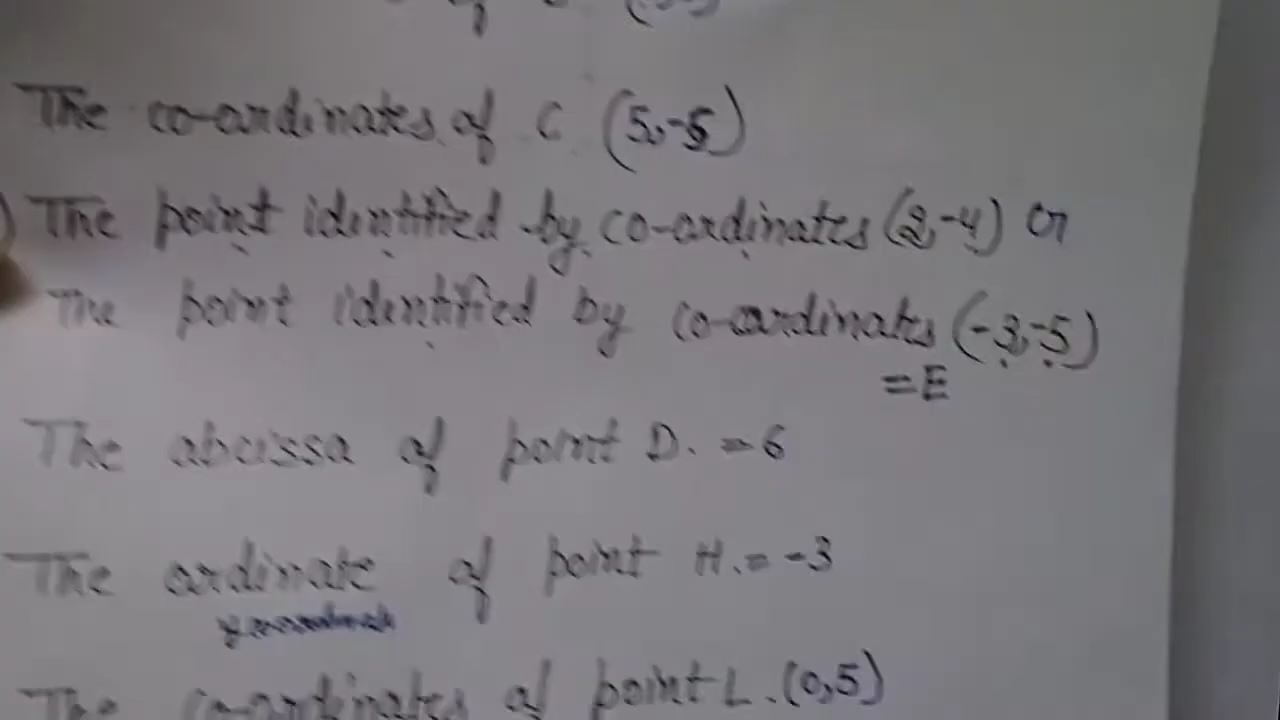 The co-ordinates of C (5,-5)
The point identified by co-ordinates (2,-4) or
The point identified by co-ordinates (-3,-5)
=E
The abcissa of point D. = 6
The ordinate of point H. = -3
The co-ordinates of point L. (0,5)